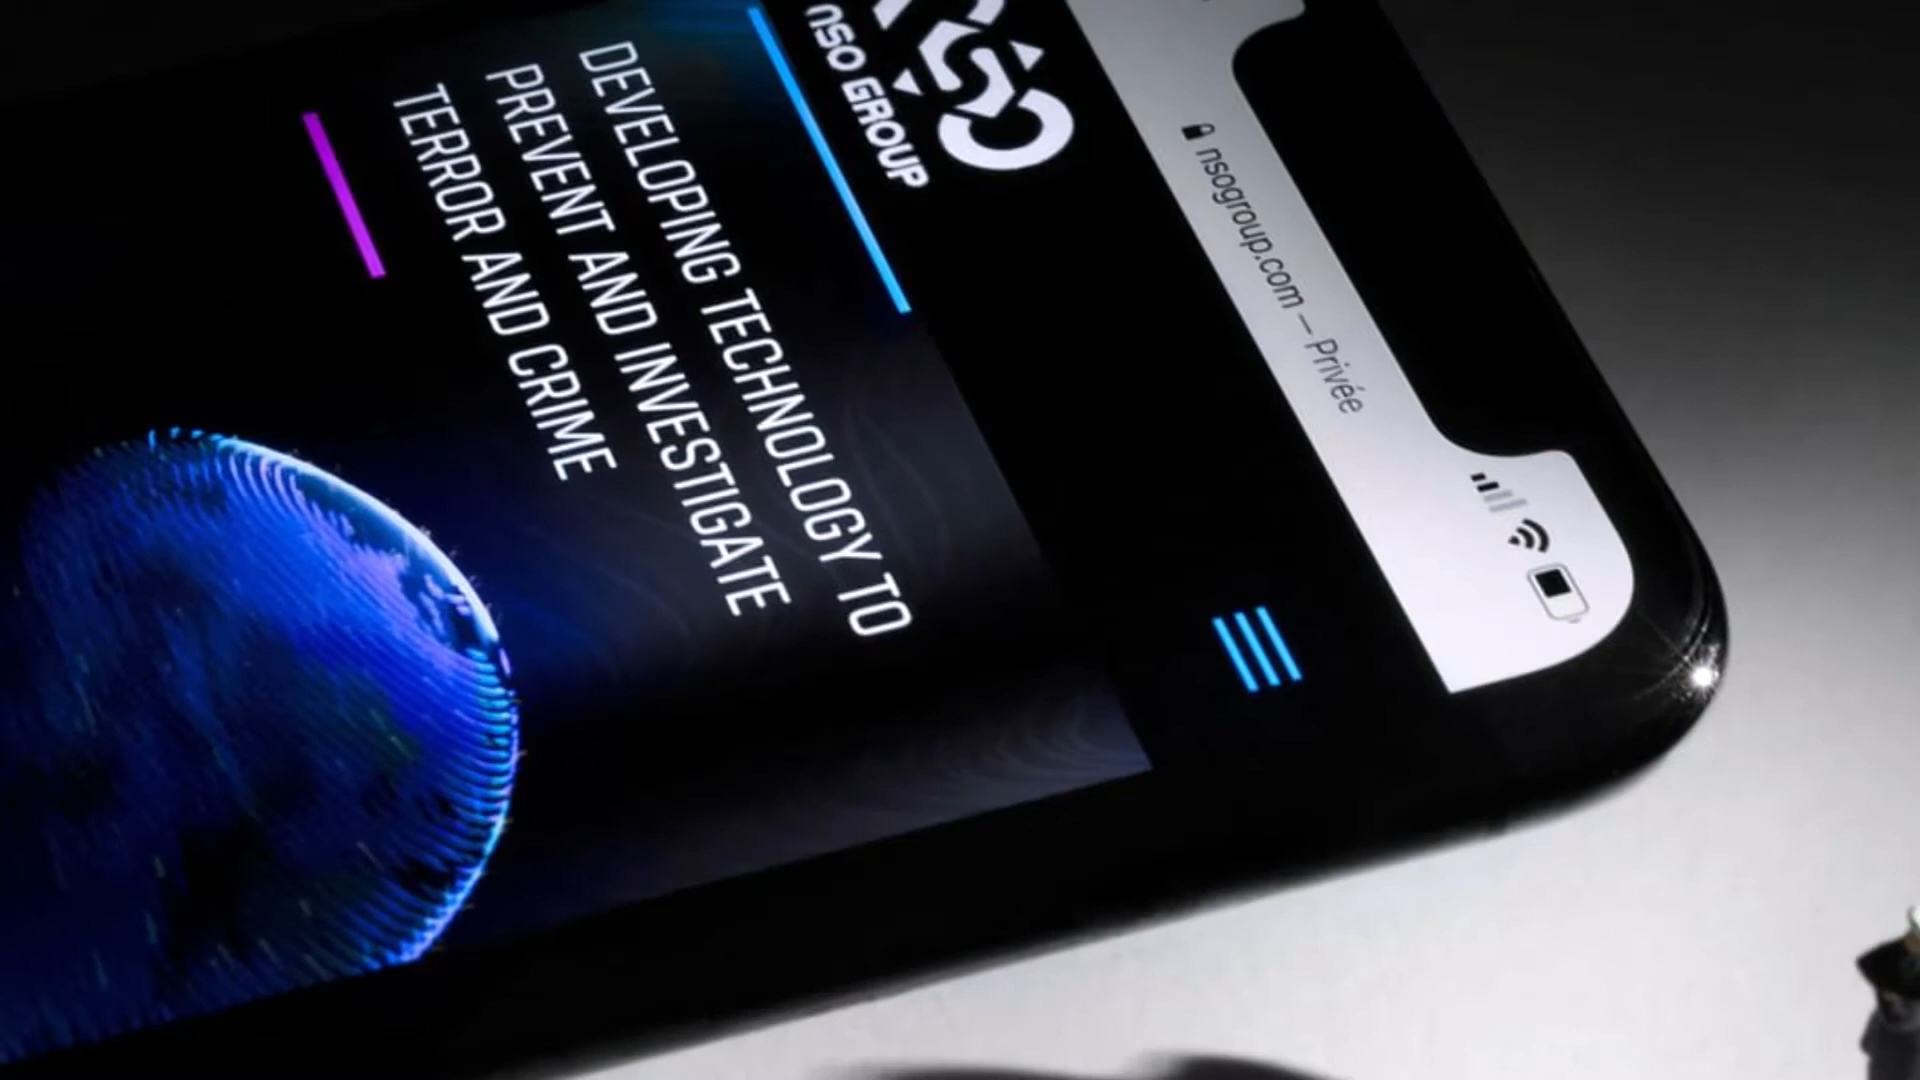 nsogroup.com — Privée
NSO GROUP
DEVELOPING TECHNOLOGY TO
PREVENT AND INVESTIGATE
TERROR AND CRIME